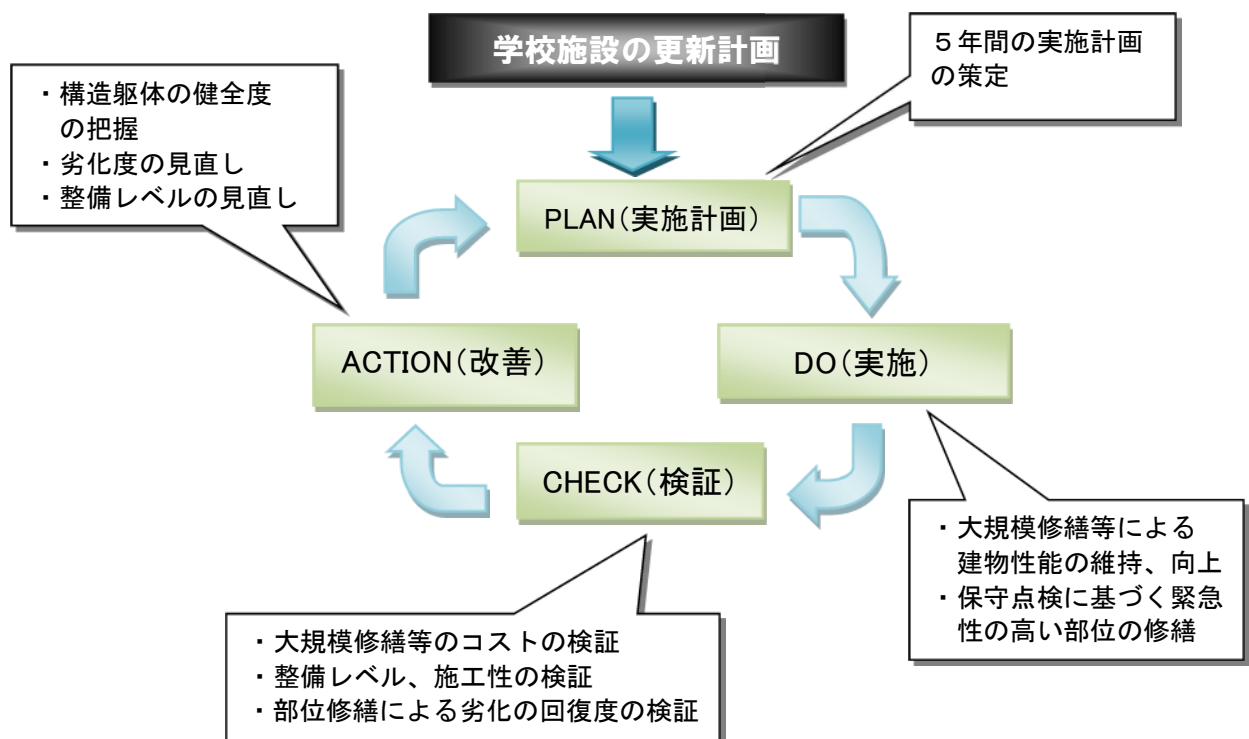 学校施設の更新計画
５年間の実施計画
の策定
・構造躯体の健全度
の把握
・劣化度の見直し
・整備レベルの見直し
PLAN（実施計画）
ACTION（改善）
DO（実施）
CHECK（検証）
・大規模修繕等による
建物性能の維持、向上
・保守点検に基づく緊急
性の高い部位の修繕
・大規模修繕等のコストの検証
・整備レベル、施工性の検証
・部位修繕による劣化の回復度の検証